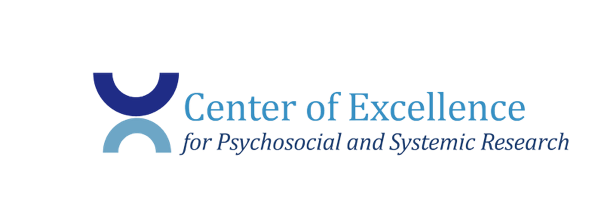 Center of Excellence
for Psychosocial and Systemic Research